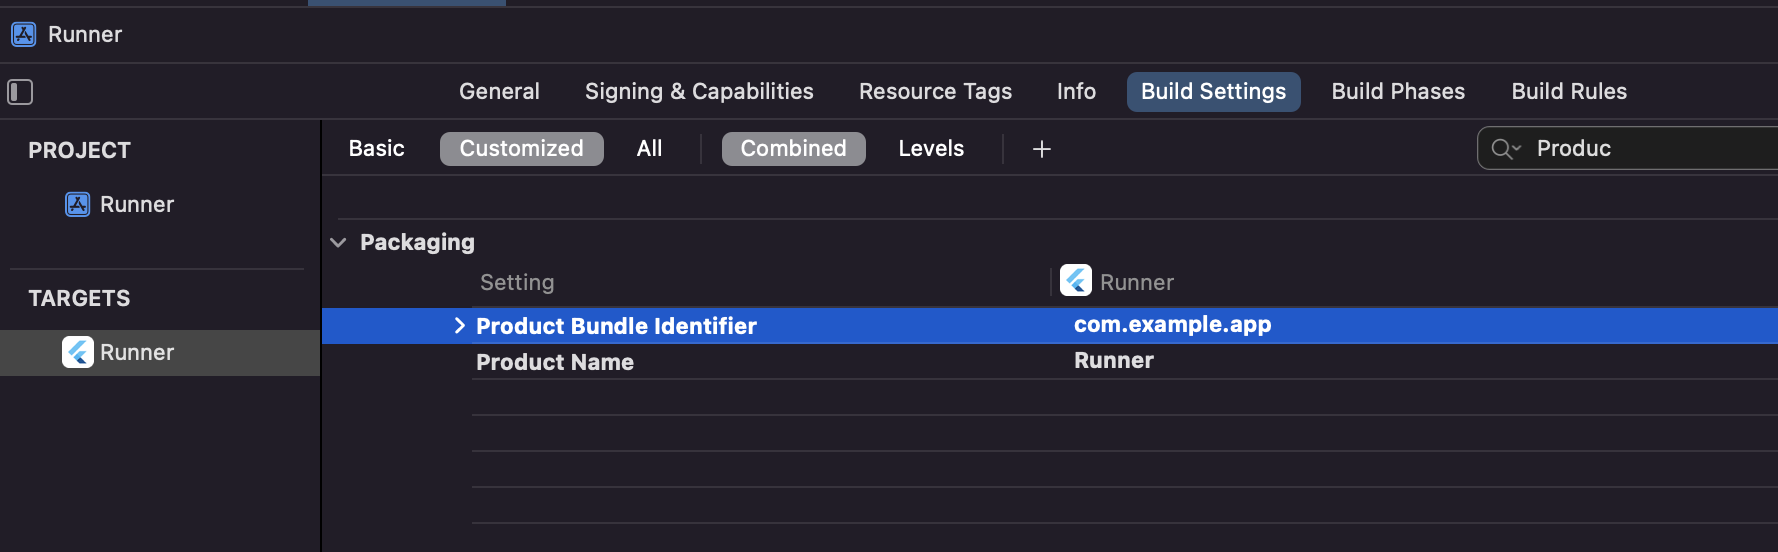 Runner
General Signing & Capabilities Resource Tags Info Build Settings Build Phases Build Rules
PROJECT
Runner
TARGETS
Runner
Basic Customized All Combined Levels + Produc
Packaging
Setting Runner
Product Bundle Identifier com.example.app
Product Name Runner